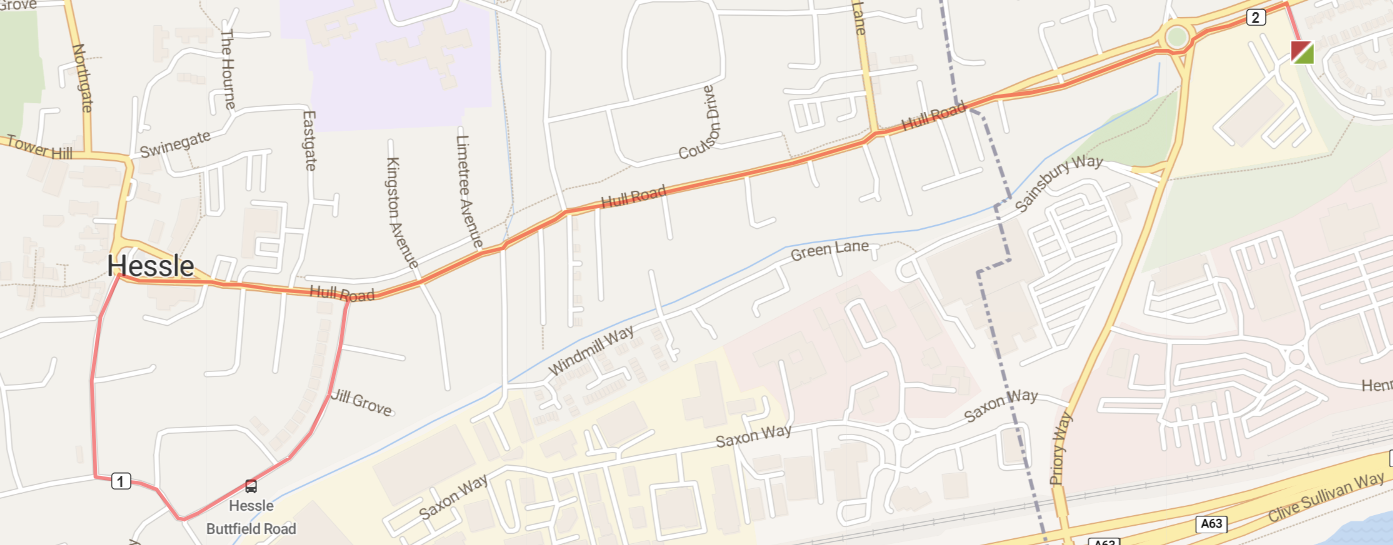 Grove
Northgate
The Hourne
Lane
2
Tower Hill
Swinegate
Eastgate
Kingston Avenue
Limetree Avenue
Coulson Drive
Hull Road
Hull Road
Sainsbury Way
Hessle
Green Lane
Hull Road
Windmill Way
Jill Grove
Henr
Saxon Way
Saxon Way
Priory Way
1
Saxon Way
Hessle
Buttfield Road
Clive Sullivan Way
A63
A63